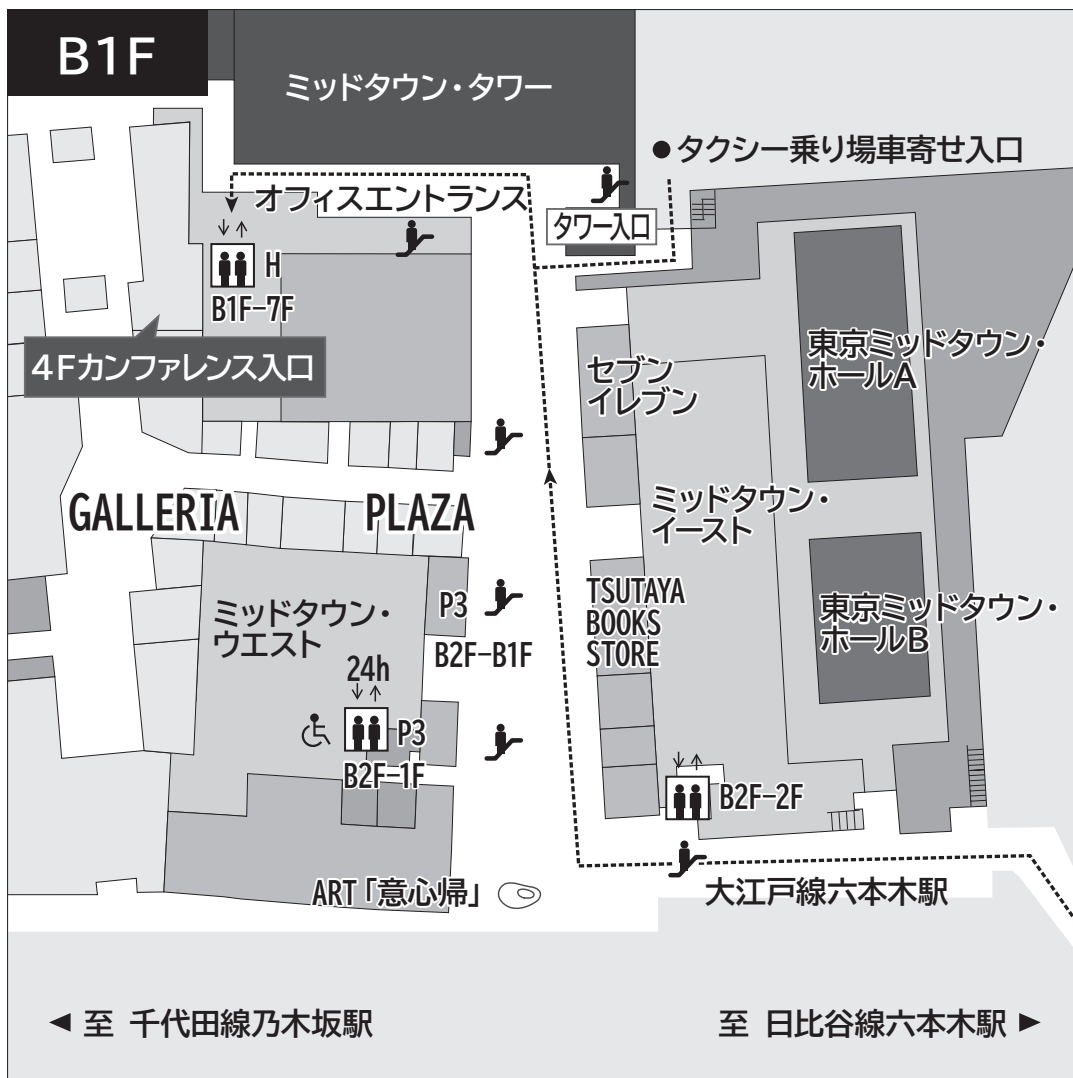 B1F
ミッドタウン・タワー
●タクシー乗り場車寄せ入口
オフィスエントランス
タワー入口
H
B1F-7F
4Fカンファレンス入口
セブン
イレブン
東京ミッドタウン・
ホールA
GALLERIA
PLAZA
ミッドタウン・
イースト
ミッドタウン・
ウエスト
P3
B2F-B1F
TSUTAYA
BOOKS
STORE
東京ミッドタウン・
ホールB
24h
P3
B2F-1F
B2F-2F
ART「意心帰」
大江戸線六本木駅
◀ 至 千代田線乃木坂駅
至 日比谷線六本木駅 ▶